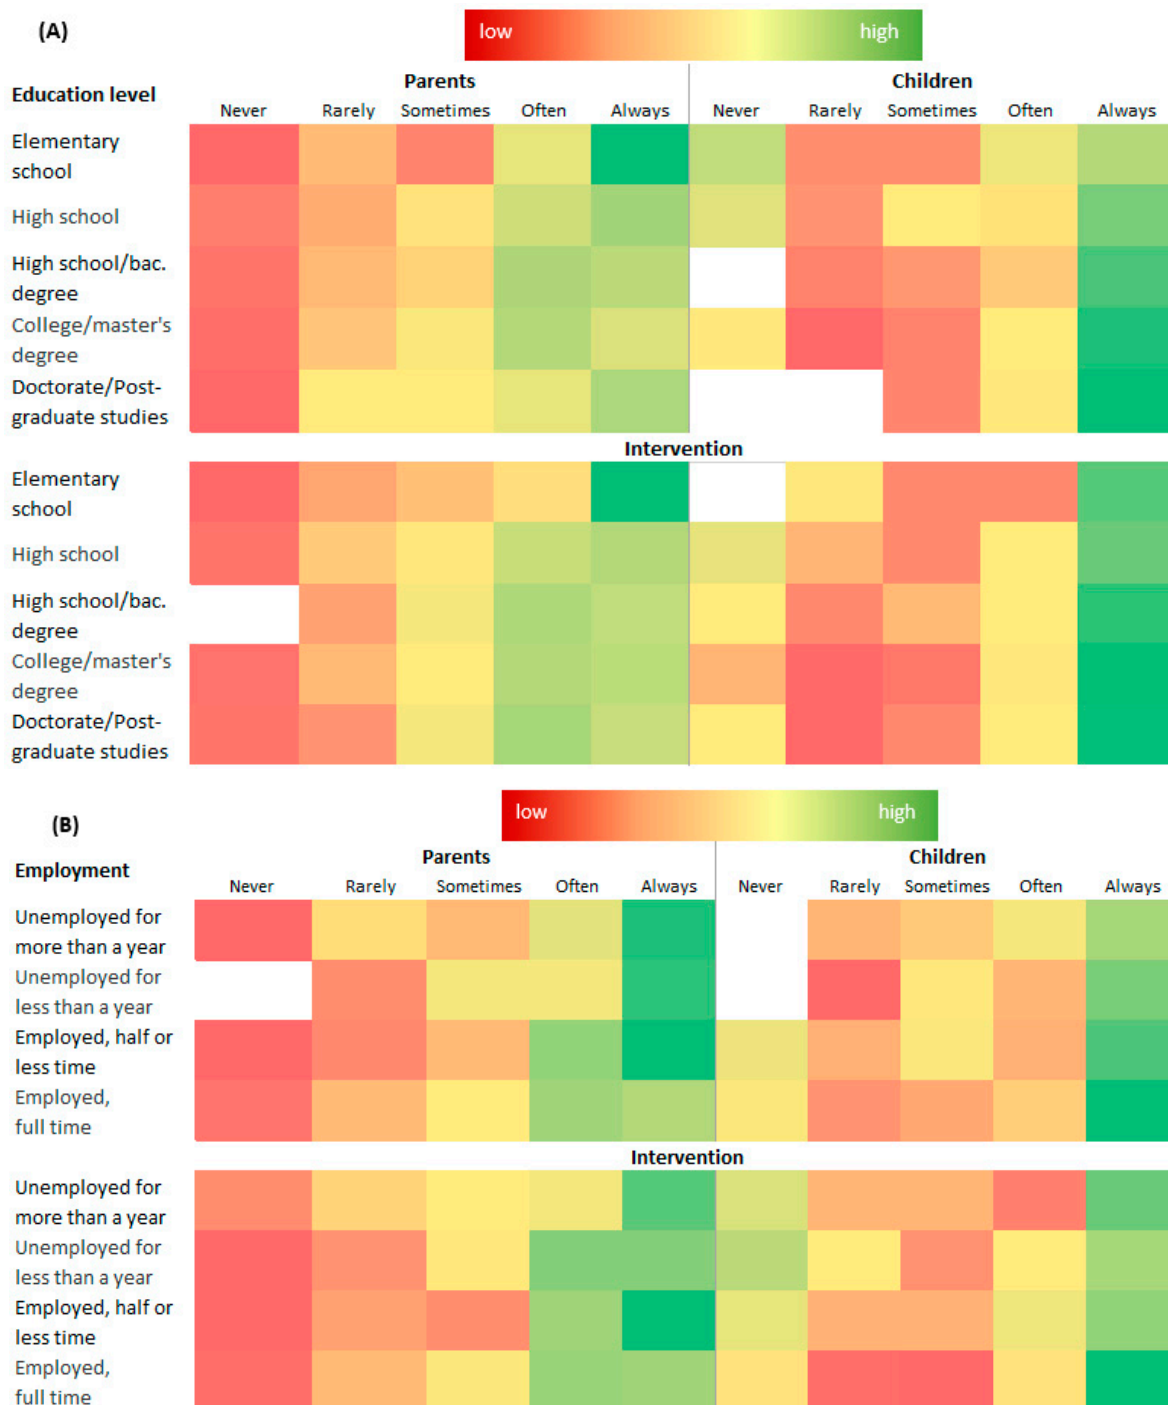 (A)
low high
Parents Children
Education level
Never Rarely Sometimes Often Always Never Rarely Sometimes Often Always
Elementary
school
High school
High school/bac.
degree
College/master's
degree
Doctorate/Post-
graduate studies
Intervention
Elementary
school
High school
High school/bac.
degree
College/master's
degree
Doctorate/Post-
graduate studies
(B)
low high
Parents Children
Employment
Never Rarely Sometimes Often Always Never Rarely Sometimes Often Always
Unemployed for
more than a year
Unemployed for
less than a year
Employed, half or
less time
Employed,
full time
Intervention
Unemployed for
more than a year
Unemployed for
less than a year
Employed, half or
less time
Employed,
full time